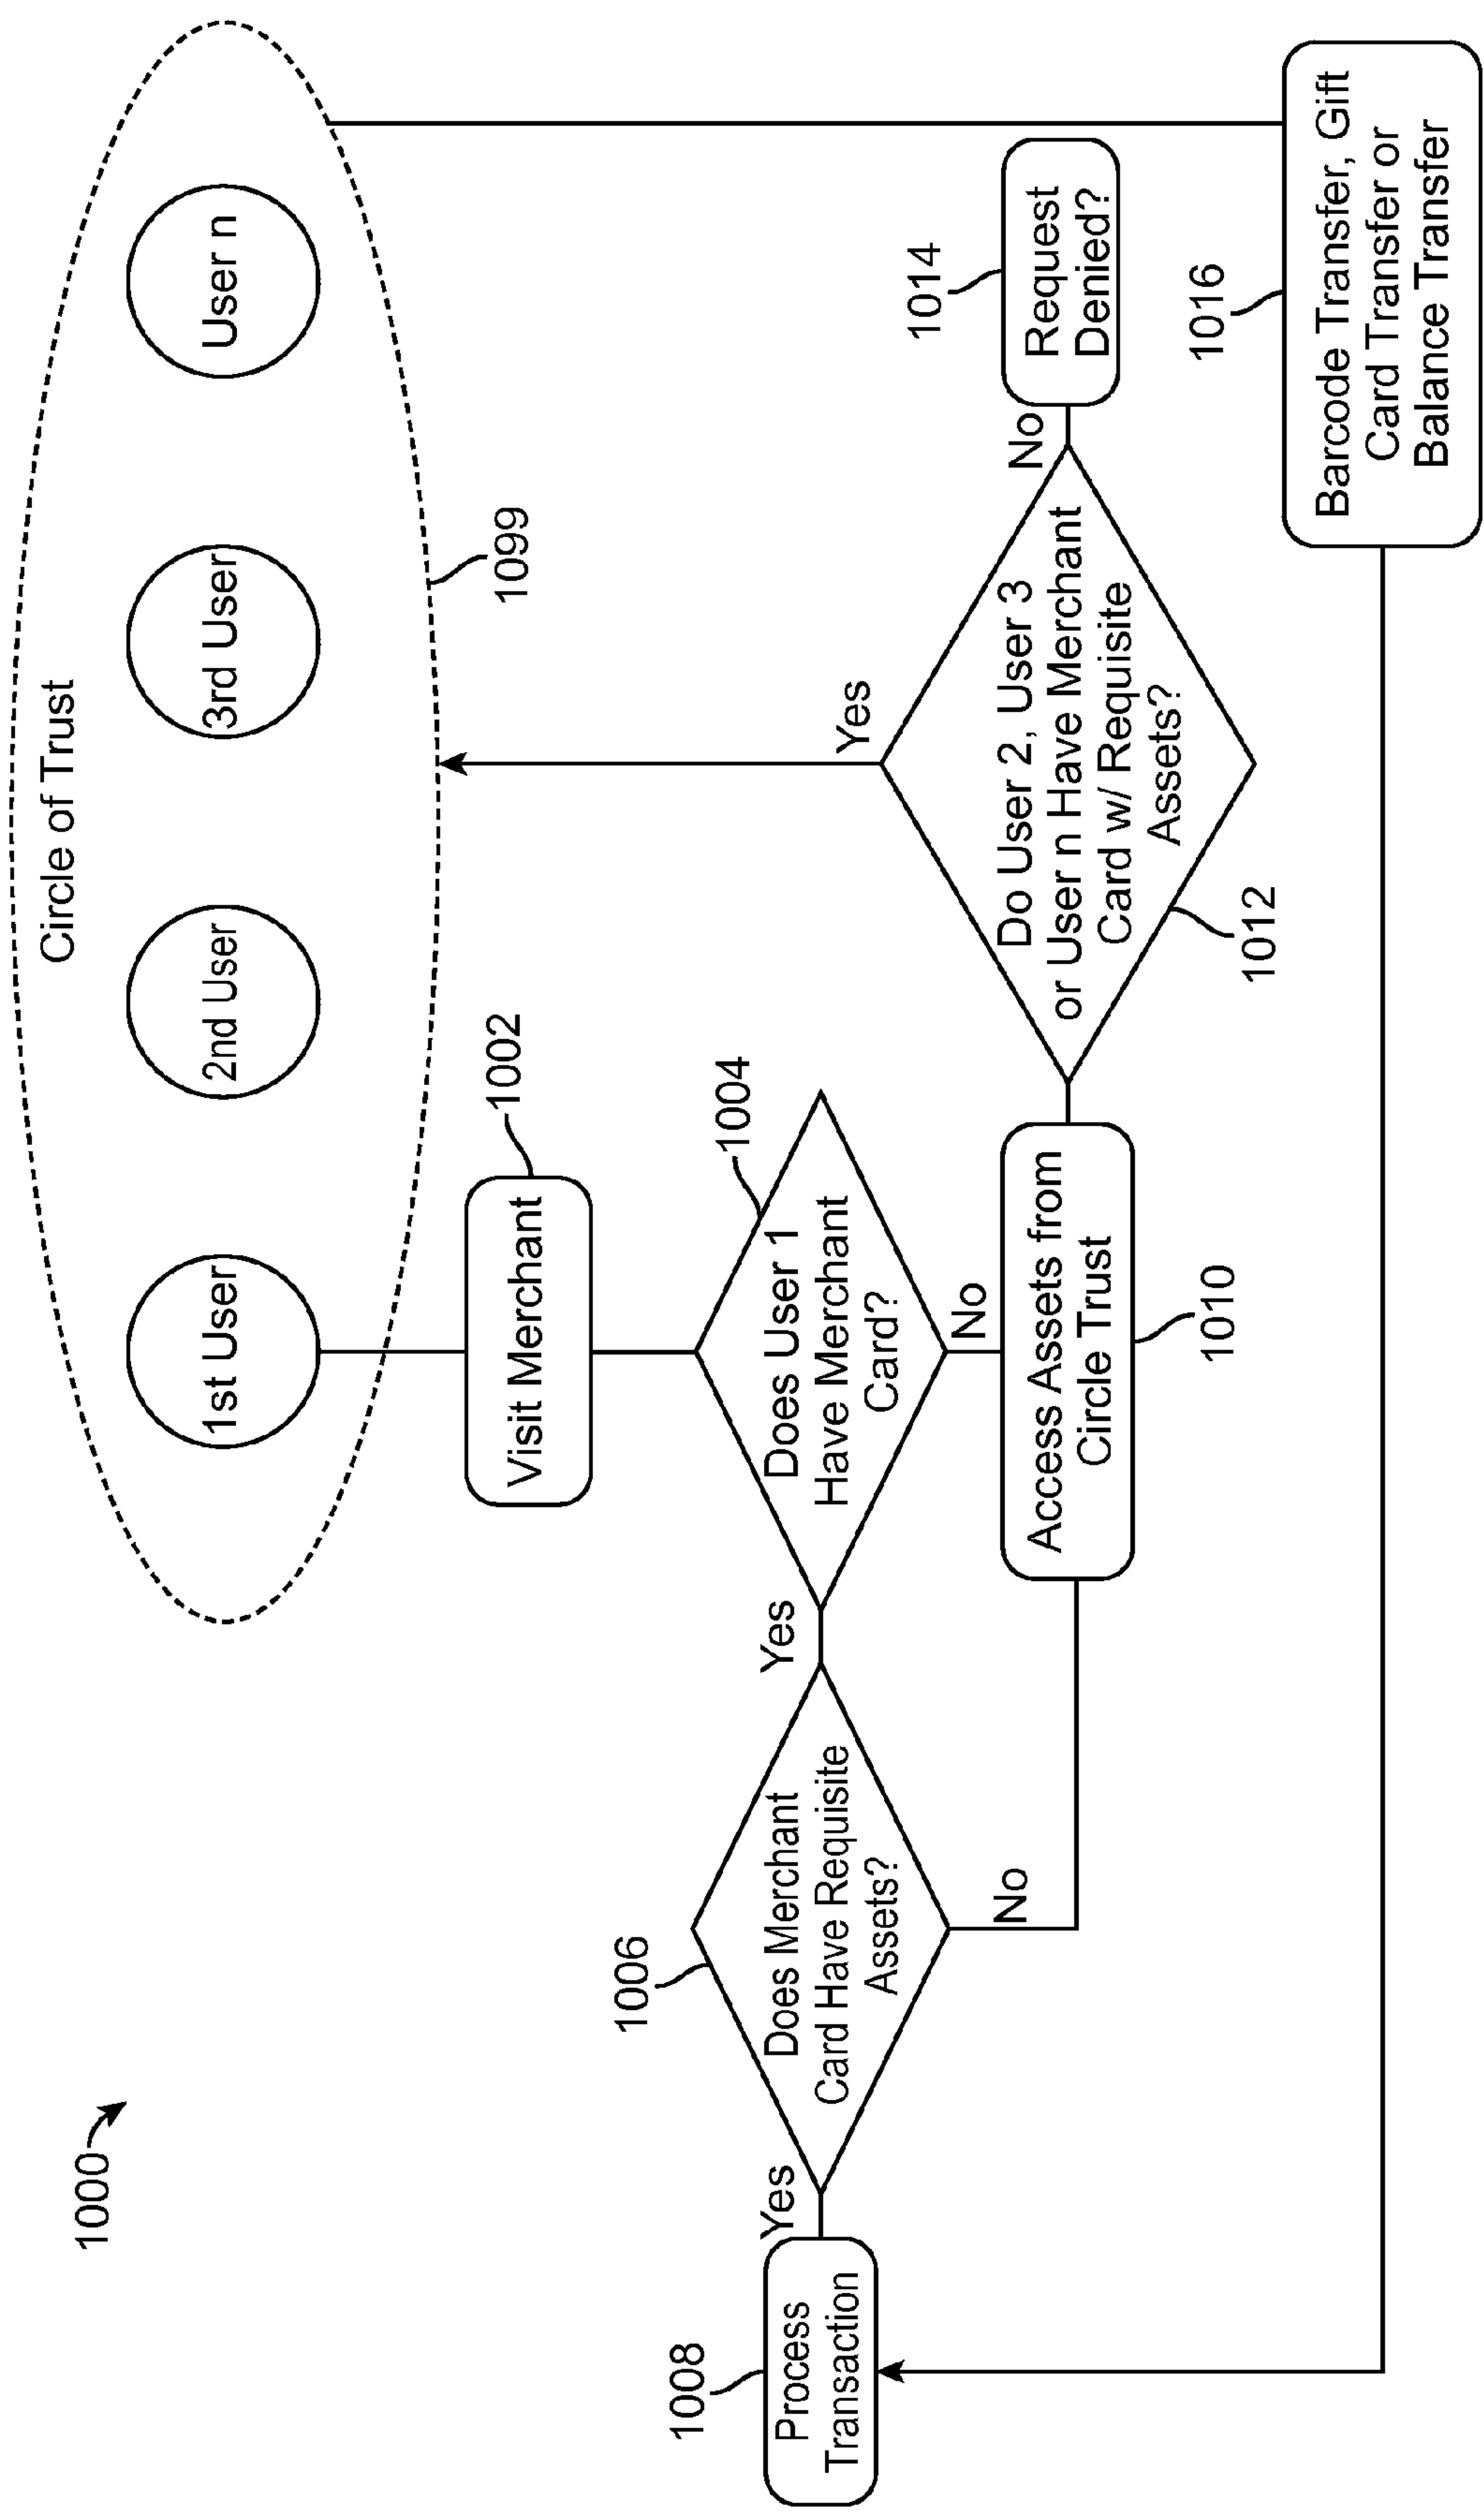 1000
Circle of Trust
1st User
2nd User
3rd User
User n
1099
Visit Merchant
1002
Does User 1
Have Merchant
Card?
1004
Yes
No
Does Merchant
Card Have Requisite
Assets?
1006
Yes
No
Process
Transaction
1008
Access Assets from
Circle Trust
1010
Do User 2, User 3
or User n Have Merchant
Card w/ Requisite
Assets?
1012
Yes
No
Request
Denied?
1014
Barcode Transfer, Gift
Card Transfer or
Balance Transfer
1016